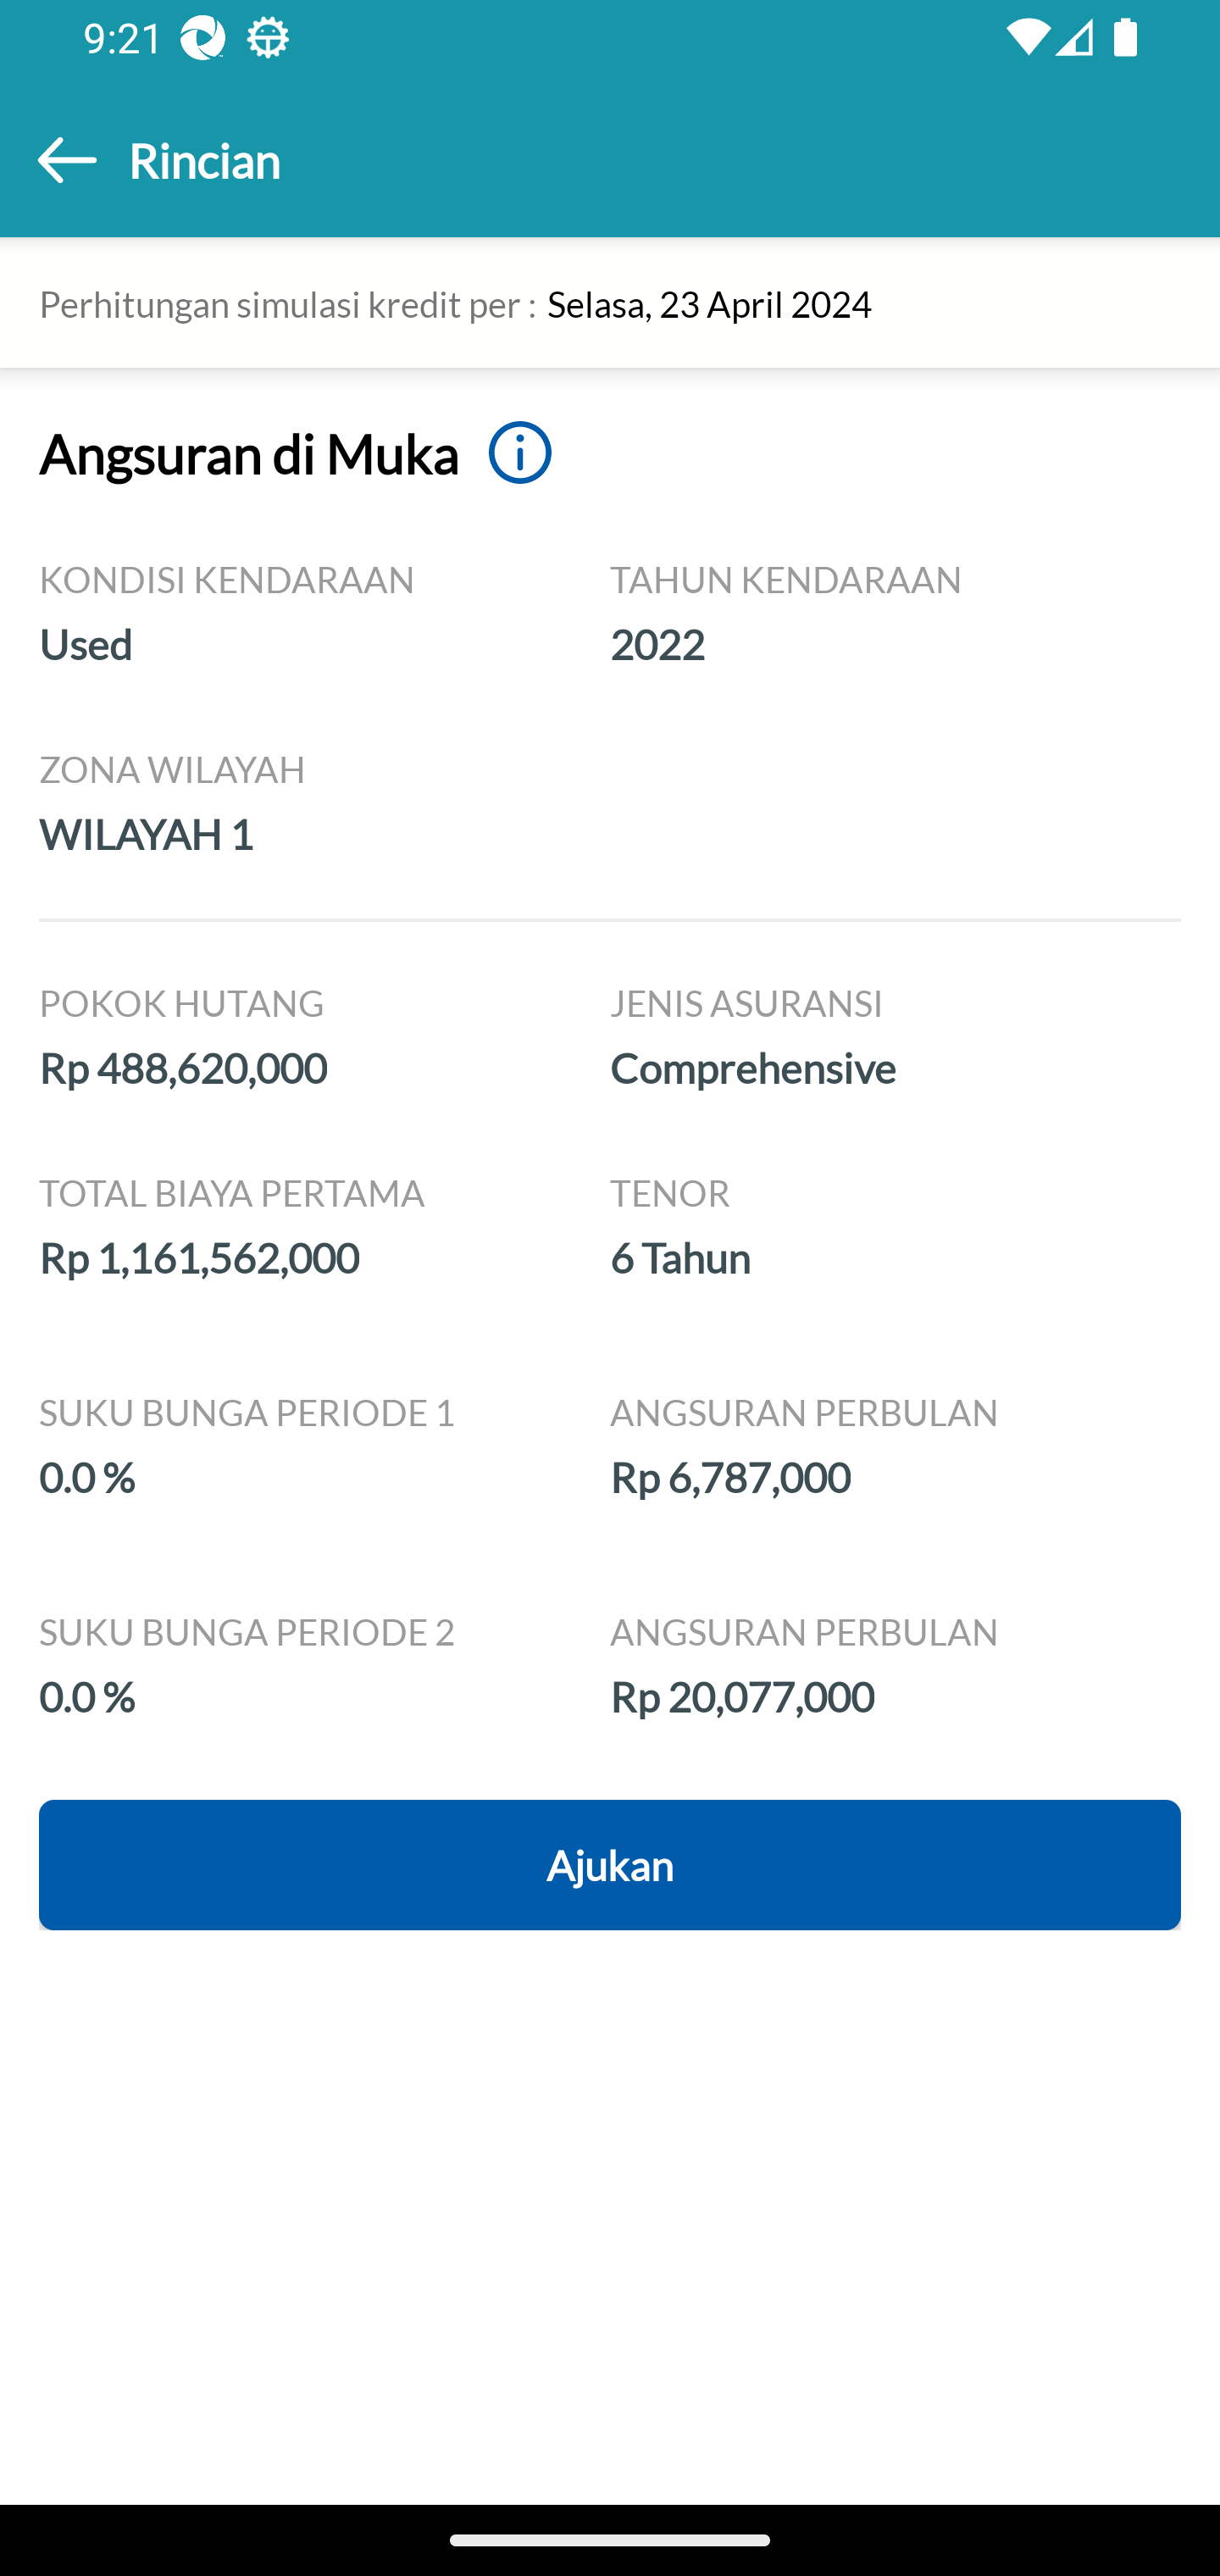 9:21
Rincian
Perhitungan simulasi kredit per : Selasa, 23 April 2024
Angsuran di Muka
KONDISI KENDARAAN
Used
TAHUN KENDARAAN
2022
ZONA WILAYAH
WILAYAH 1
POKOK HUTANG
Rp 488,620,000
JENIS ASURANSI
Comprehensive
TOTAL BIAYA PERTAMA
Rp 1,161,562,000
TENOR
6 Tahun
SUKU BUNGA PERIODE 1
0.0 %
ANGSURAN PERBULAN
Rp 6,787,000
SUKU BUNGA PERIODE 2
0.0 %
ANGSURAN PERBULAN
Rp 20,077,000
Ajukan